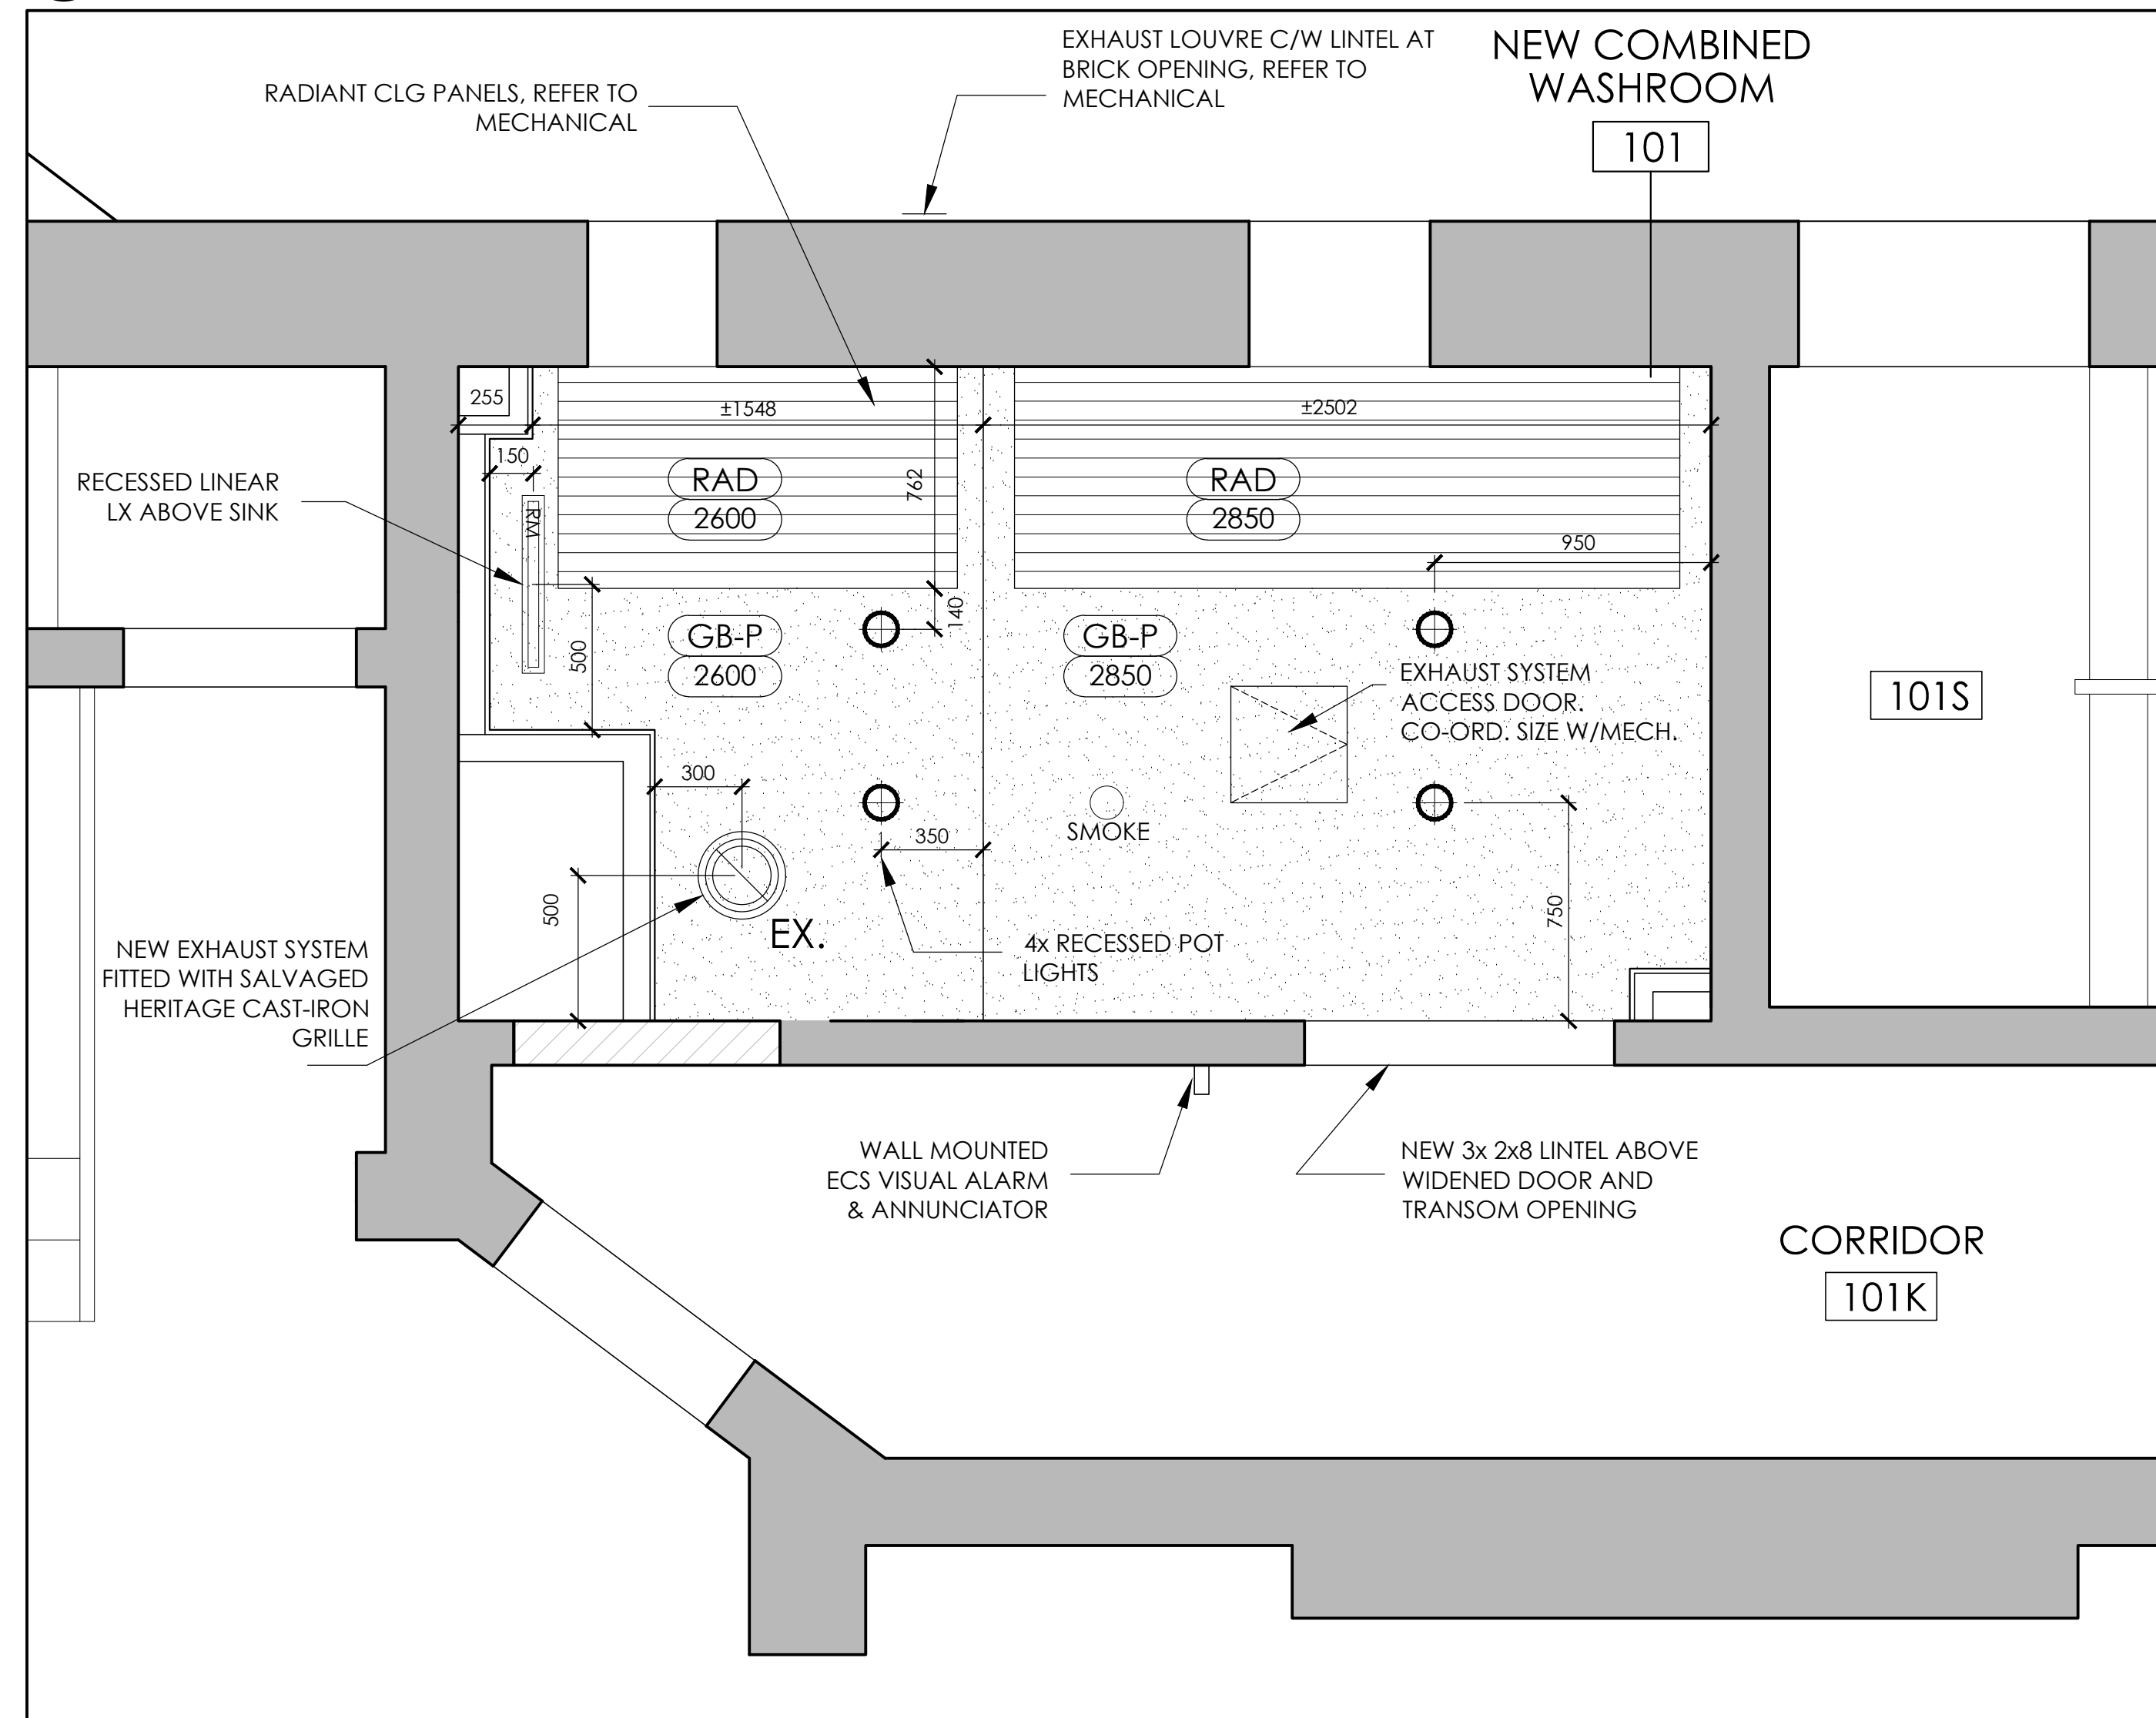 EXHAUST LOUVRE C/W LINTEL AT
BRICK OPENING, REFER TO
MECHANICAL
NEW COMBINED
WASHROOM
101
RADIANT CLG PANELS, REFER TO
MECHANICAL
255
±1548
±2502
150
RECESSED LINEAR
LX ABOVE SINK
RM
RAD
2600
762
RAD
2850
950
140
500
GB-P
2600
GB-P
2850
EXHAUST SYSTEM
ACCESS DOOR.
CO-ORD. SIZE W/MECH.
101S
300
350
SMOKE
500
EX.
750
4x RECESSED POT
LIGHTS
NEW EXHAUST SYSTEM
FITTED WITH SALVAGED
HERITAGE CAST-IRON
GRILLE
WALL MOUNTED
ECS VISUAL ALARM
& ANNUNCIATOR
NEW 3x 2x8 LINTEL ABOVE
WIDENED DOOR AND
TRANSOM OPENING
CORRIDOR
101K